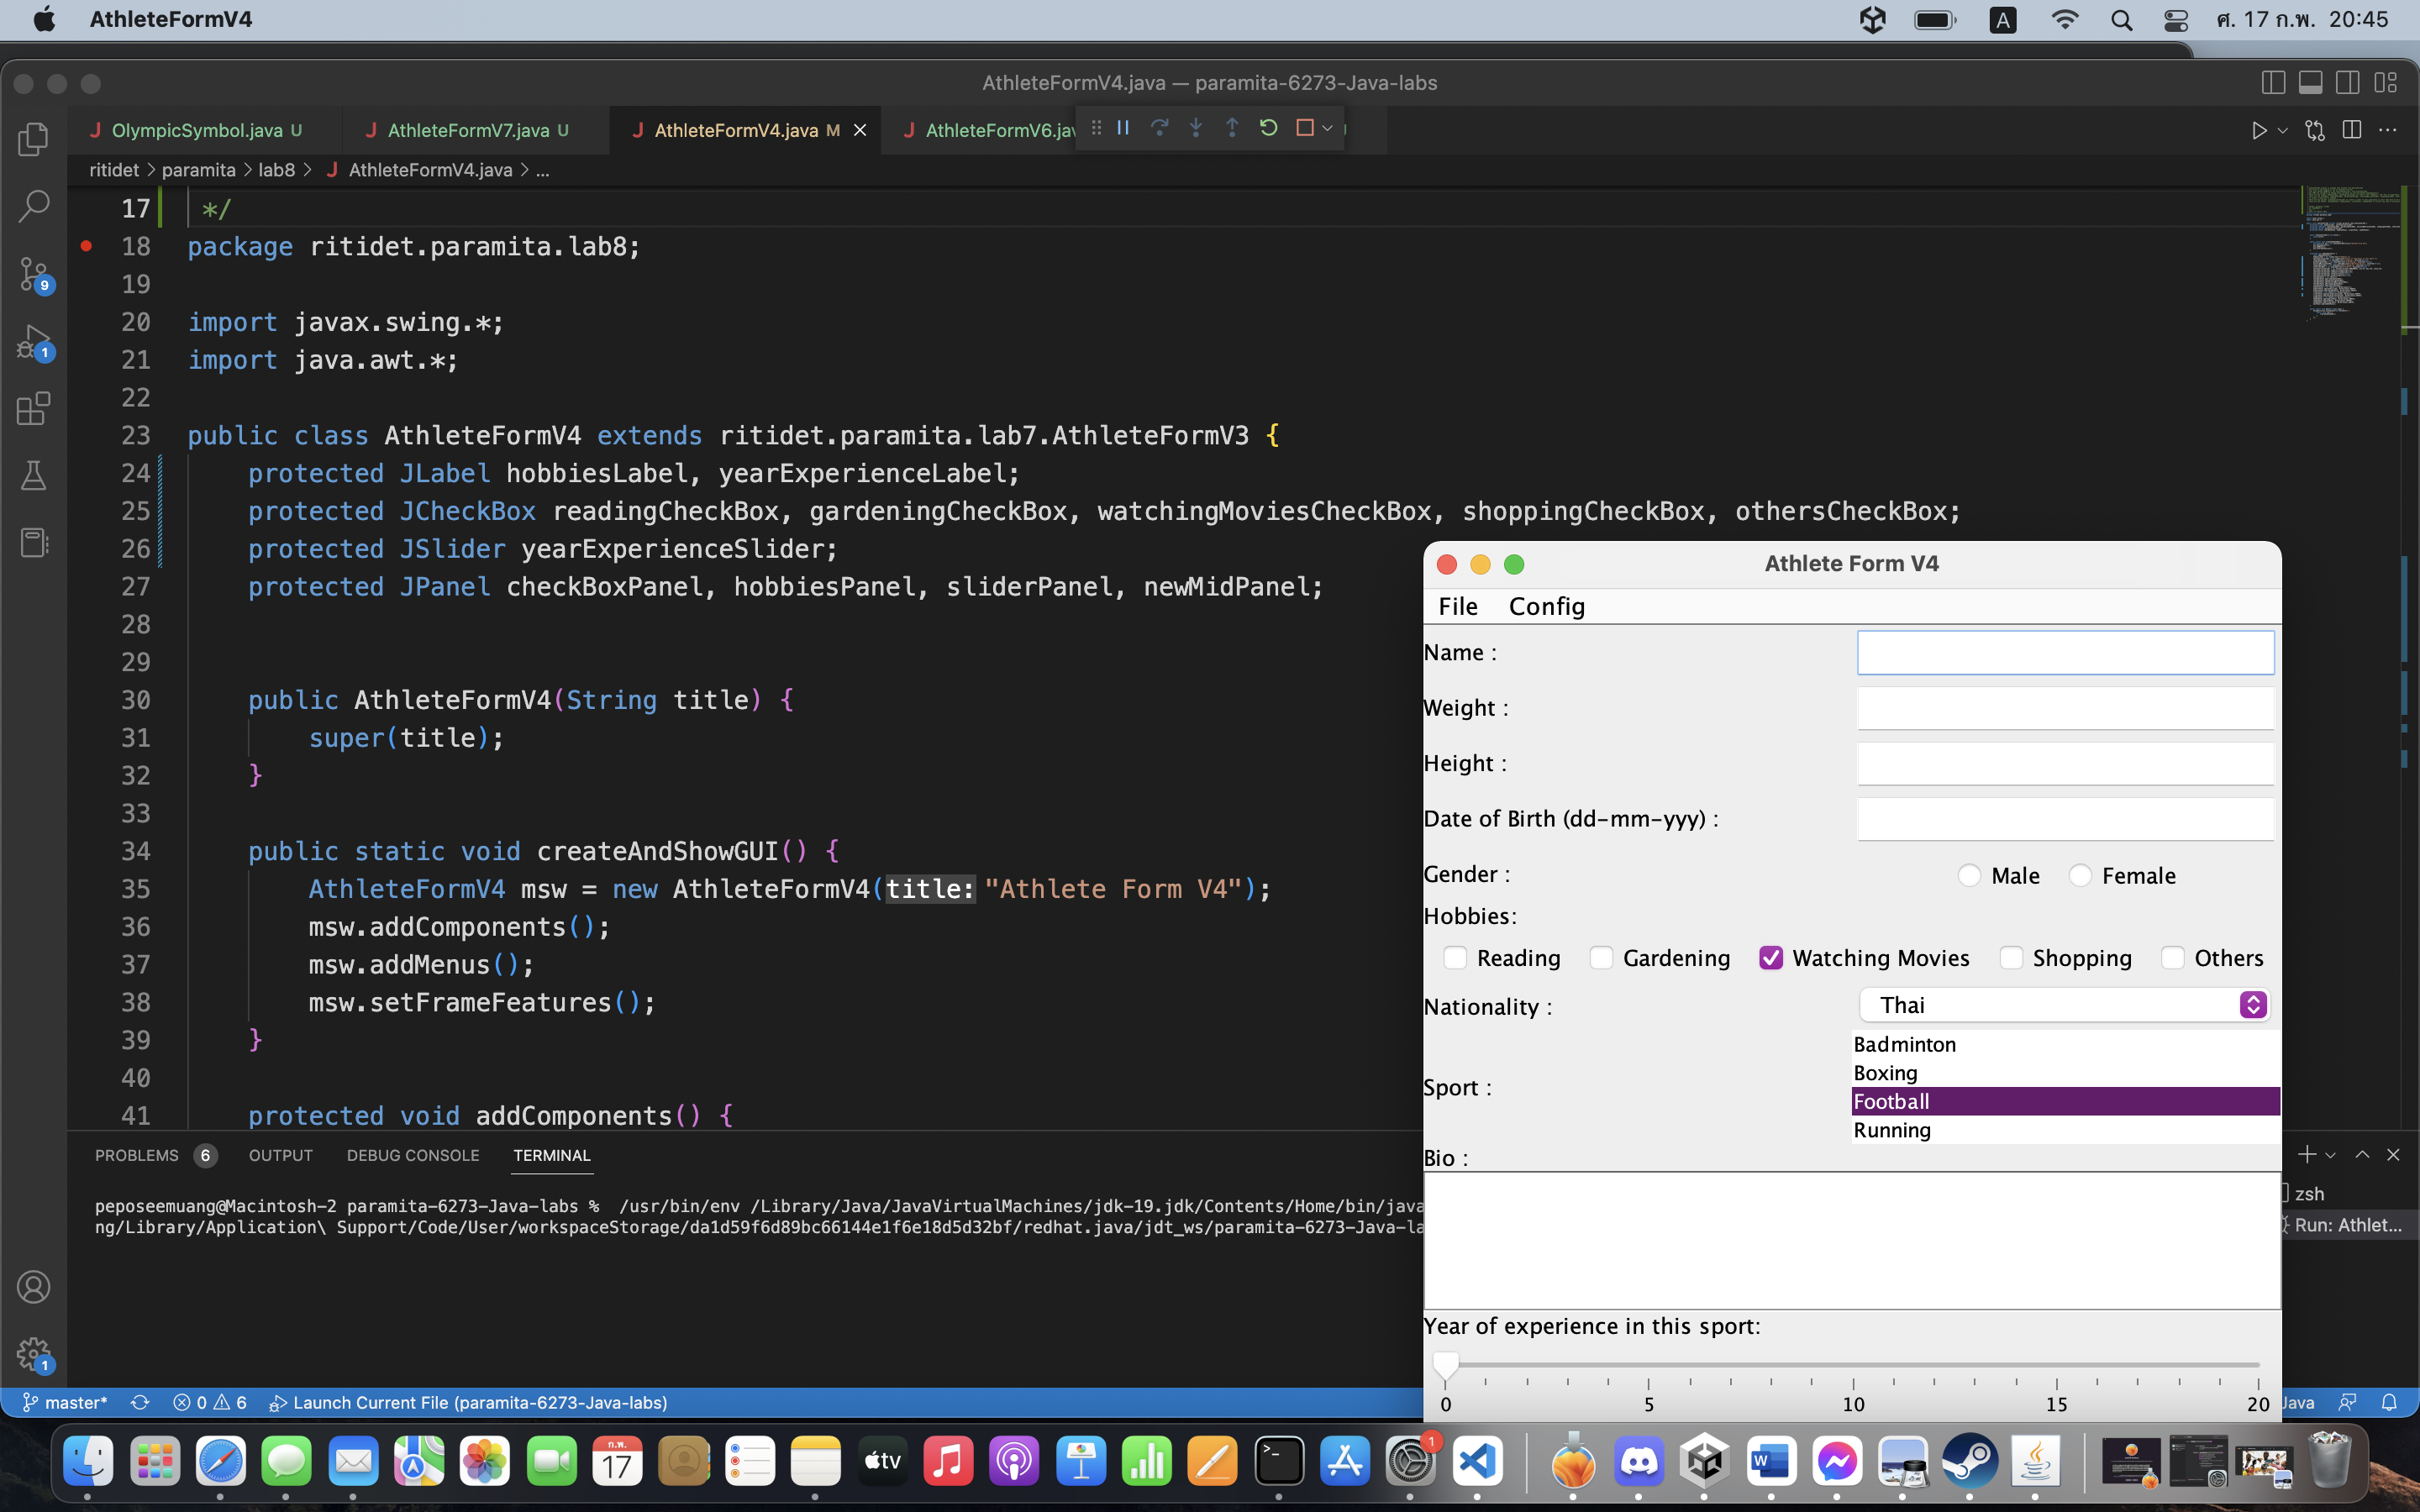 AthleteFormV4
A
ศ. 17 ก.พ. 20:45
AthleteFormV4.java — paramita-6273-Java-labs
J OlympicSymbol.java U
J AthleteFormV7.java U
J AthleteFormV4.java M
J AthleteFormV6.jav
ritidet > paramita > lab8 > J AthleteFormV4.java > ...
17 */
18 package ritidet.paramita.lab8;
19
20 import javax.swing.*;
21 import java.awt.*;
22
23 public class AthleteFormV4 extends ritidet.paramita.lab7.AthleteFormV3 {
24 protected JLabel hobbiesLabel, yearExperienceLabel;
25 protected JCheckBox readingCheckBox, gardeningCheckBox, watchingMoviesCheckBox, shoppingCheckBox, othersCheckBox;
26 protected JSlider yearExperienceSlider;
27 protected JPanel checkBoxPanel, hobbiesPanel, sliderPanel, newMidPanel;
28
29
30 public AthleteFormV4(String title) {
31 super(title);
32 }
33
34 public static void createAndShowGUI() {
35 AthleteFormV4 msw = new AthleteFormV4(title: "Athlete Form V4");
36 msw.addComponents();
37 msw.addMenus();
38 msw.setFrameFeatures();
39 }
40
41 protected void addComponents() {
9
1
1
Athlete Form V4
File Config
Name :
Weight :
Height :
Date of Birth (dd-mm-yyy) :
Gender : Male Female
Hobbies:
Reading Gardening Watching Movies Shopping Others
Nationality : Thai
Badminton
Boxing
Sport :
Football
Running
Bio :
Year of experience in this sport:
0 5 10 15 20
PROBLEMS 6 OUTPUT DEBUG CONSOLE TERMINAL
peposeemuang@Macintosh-2 paramita-6273-Java-labs % /usr/bin/env /Library/Java/JavaVirtualMachines/jdk-19.jdk/Contents/Home/bin/java
ng/Library/Application\ Support/Code/User/workspaceStorage/da1d59f6d89bc66144e1f6e18d5d32bf/redhat.java/jdt_ws/paramita-6273-Java-la
zsh
Run: Athlet...
master* 0 6 Launch Current File (paramita-6273-Java-labs)
Java
ก.พ.
17
tv
1
W